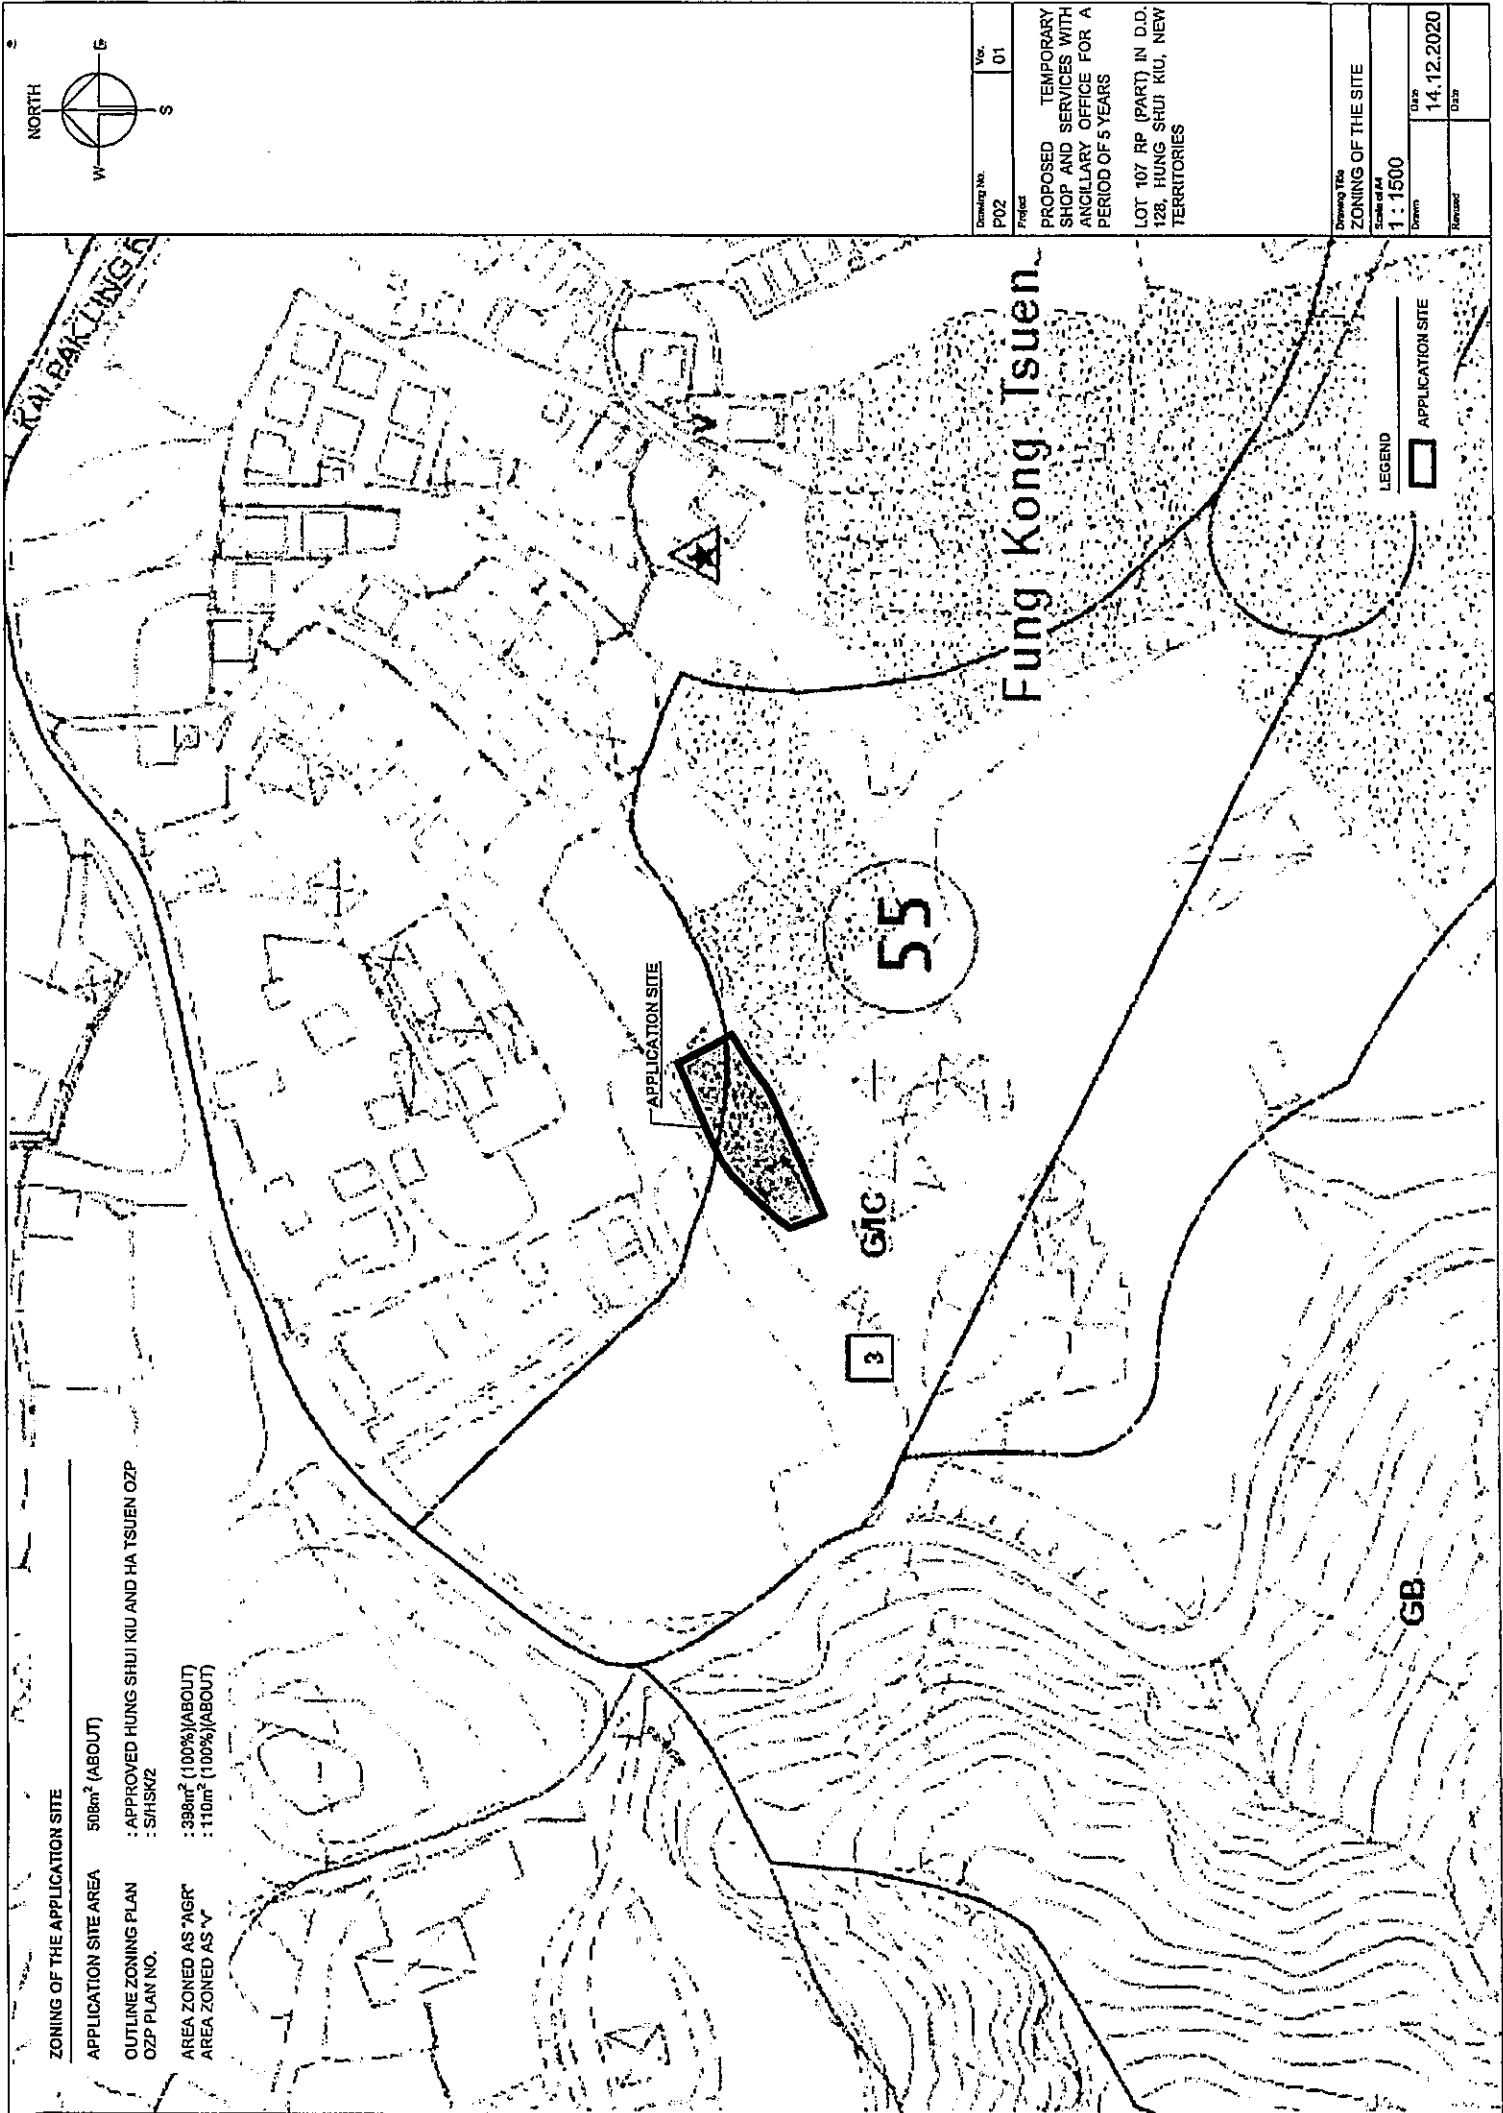 ZONING OF THE APPLICATION SITE
APPLICATION SITE AREA 508m² (ABOUT)
OUTLINE ZONING PLAN : APPROVED HUNG SHUI KIU AND HA TSUEN OZP
OZP PLAN NO. : S/HSK/2
AREA ZONED AS "AGR" : 398m² (100%)(ABOUT)
AREA ZONED AS "V" : 110m² (100%)(ABOUT)
NORTH
W
E
S
KAI PAK LING
APPLICATION SITE
V
Fung Kong Tsuen
55
G/IC
3
GB
LEGEND
APPLICATION SITE
Drawing No.
P02
Ver.
01
Project
PROPOSED TEMPORARY
SHOP AND SERVICES WITH
ANCILLARY OFFICE FOR A
PERIOD OF 5 YEARS
LOT 107 RP (PART) IN D.D.
128, HUNG SHUI KIU, NEW
TERRITORIES
Drawing Title
ZONING OF THE SITE
Scale of A4
1 : 1500
Drawn
Date
14.12.2020
Revised
Date